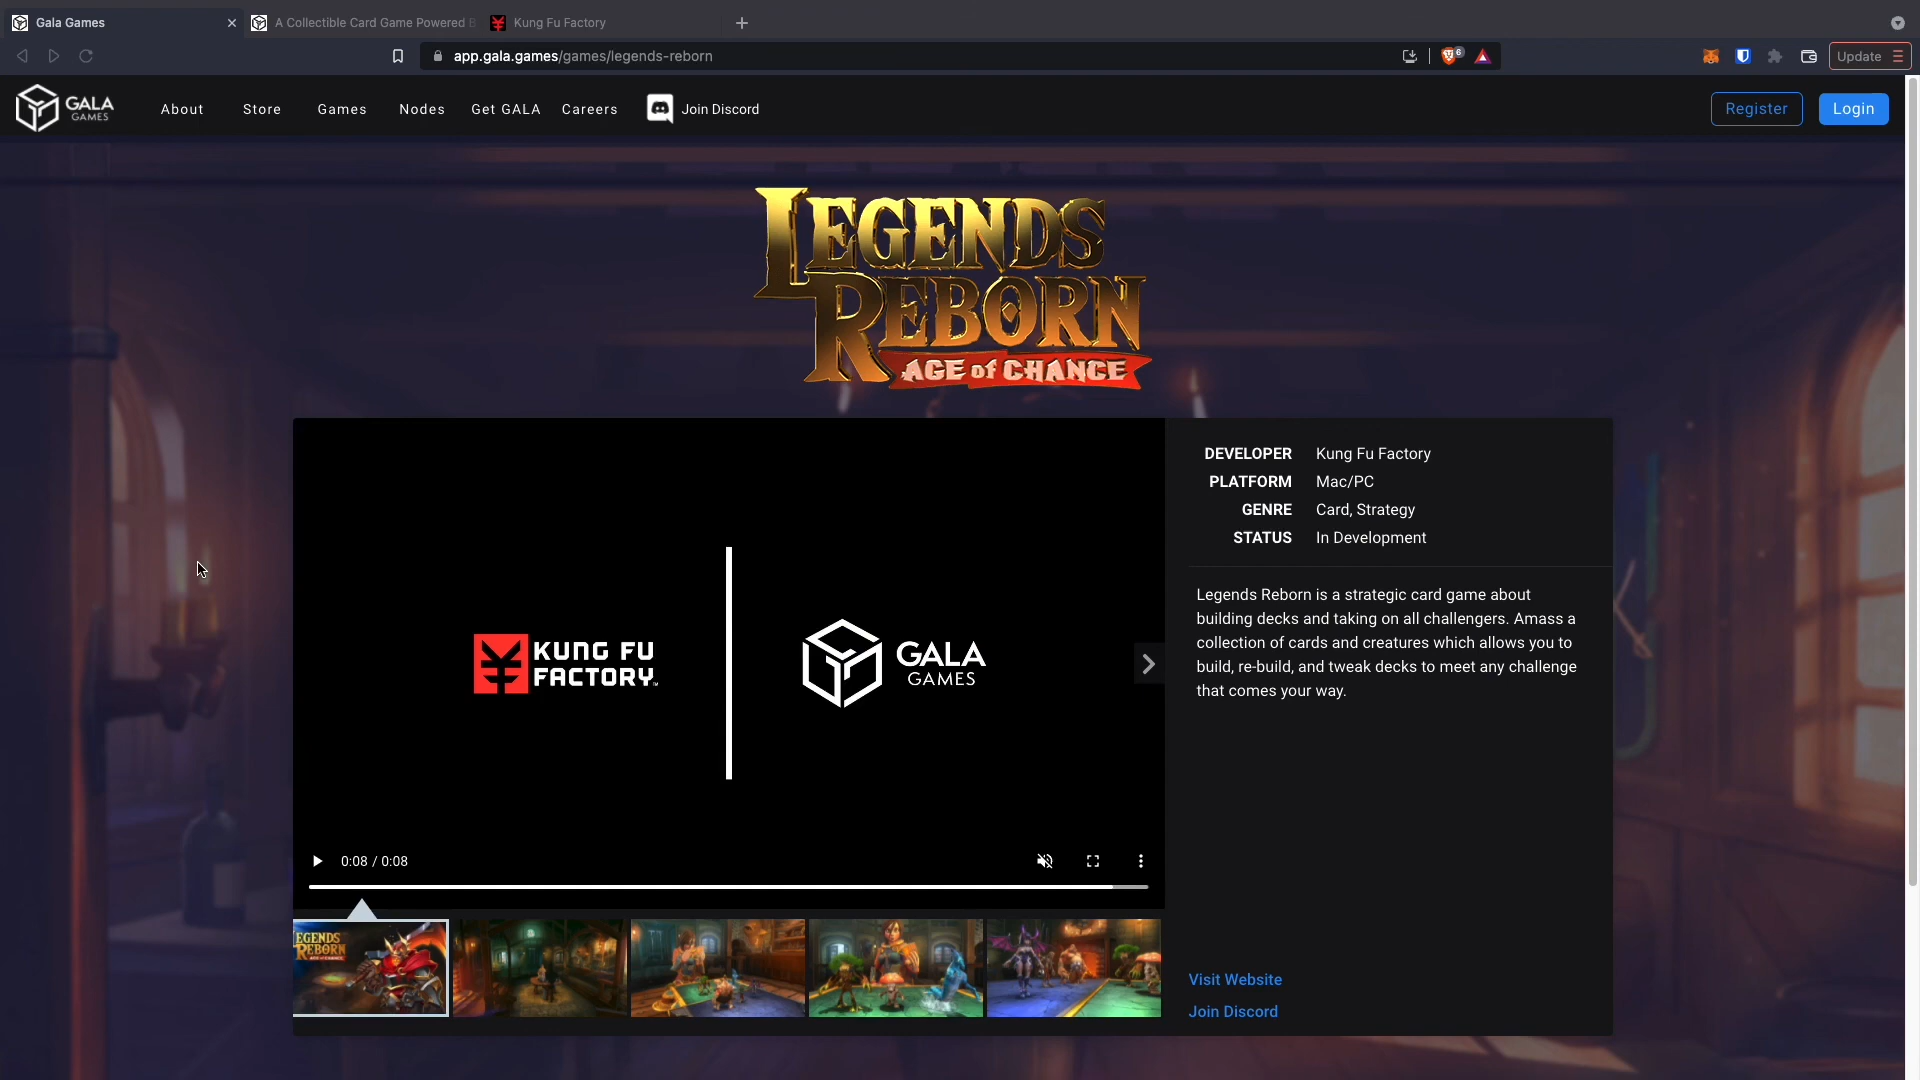 Gala Games
A Collectible Card Game Powered B
Kung Fu Factory
app.gala.games/games/legends-reborn
6
Update
GALA
GAMES
About
Store
Games
Nodes
Get GALA
Careers
Join Discord
Register
Login
LEGENDS
REBORN
AGE of CHANCE
KUNG FU
FACTORY
GALA
GAMES
0:08 / 0:08
DEVELOPER Kung Fu Factory
PLATFORM Mac/PC
GENRE Card, Strategy
STATUS In Development
Legends Reborn is a strategic card game about
building decks and taking on all challengers. Amass a
collection of cards and creatures which allows you to
build, re-build, and tweak decks to meet any challenge
that comes your way.
EGENDS
REBORN
Visit Website
Join Discord